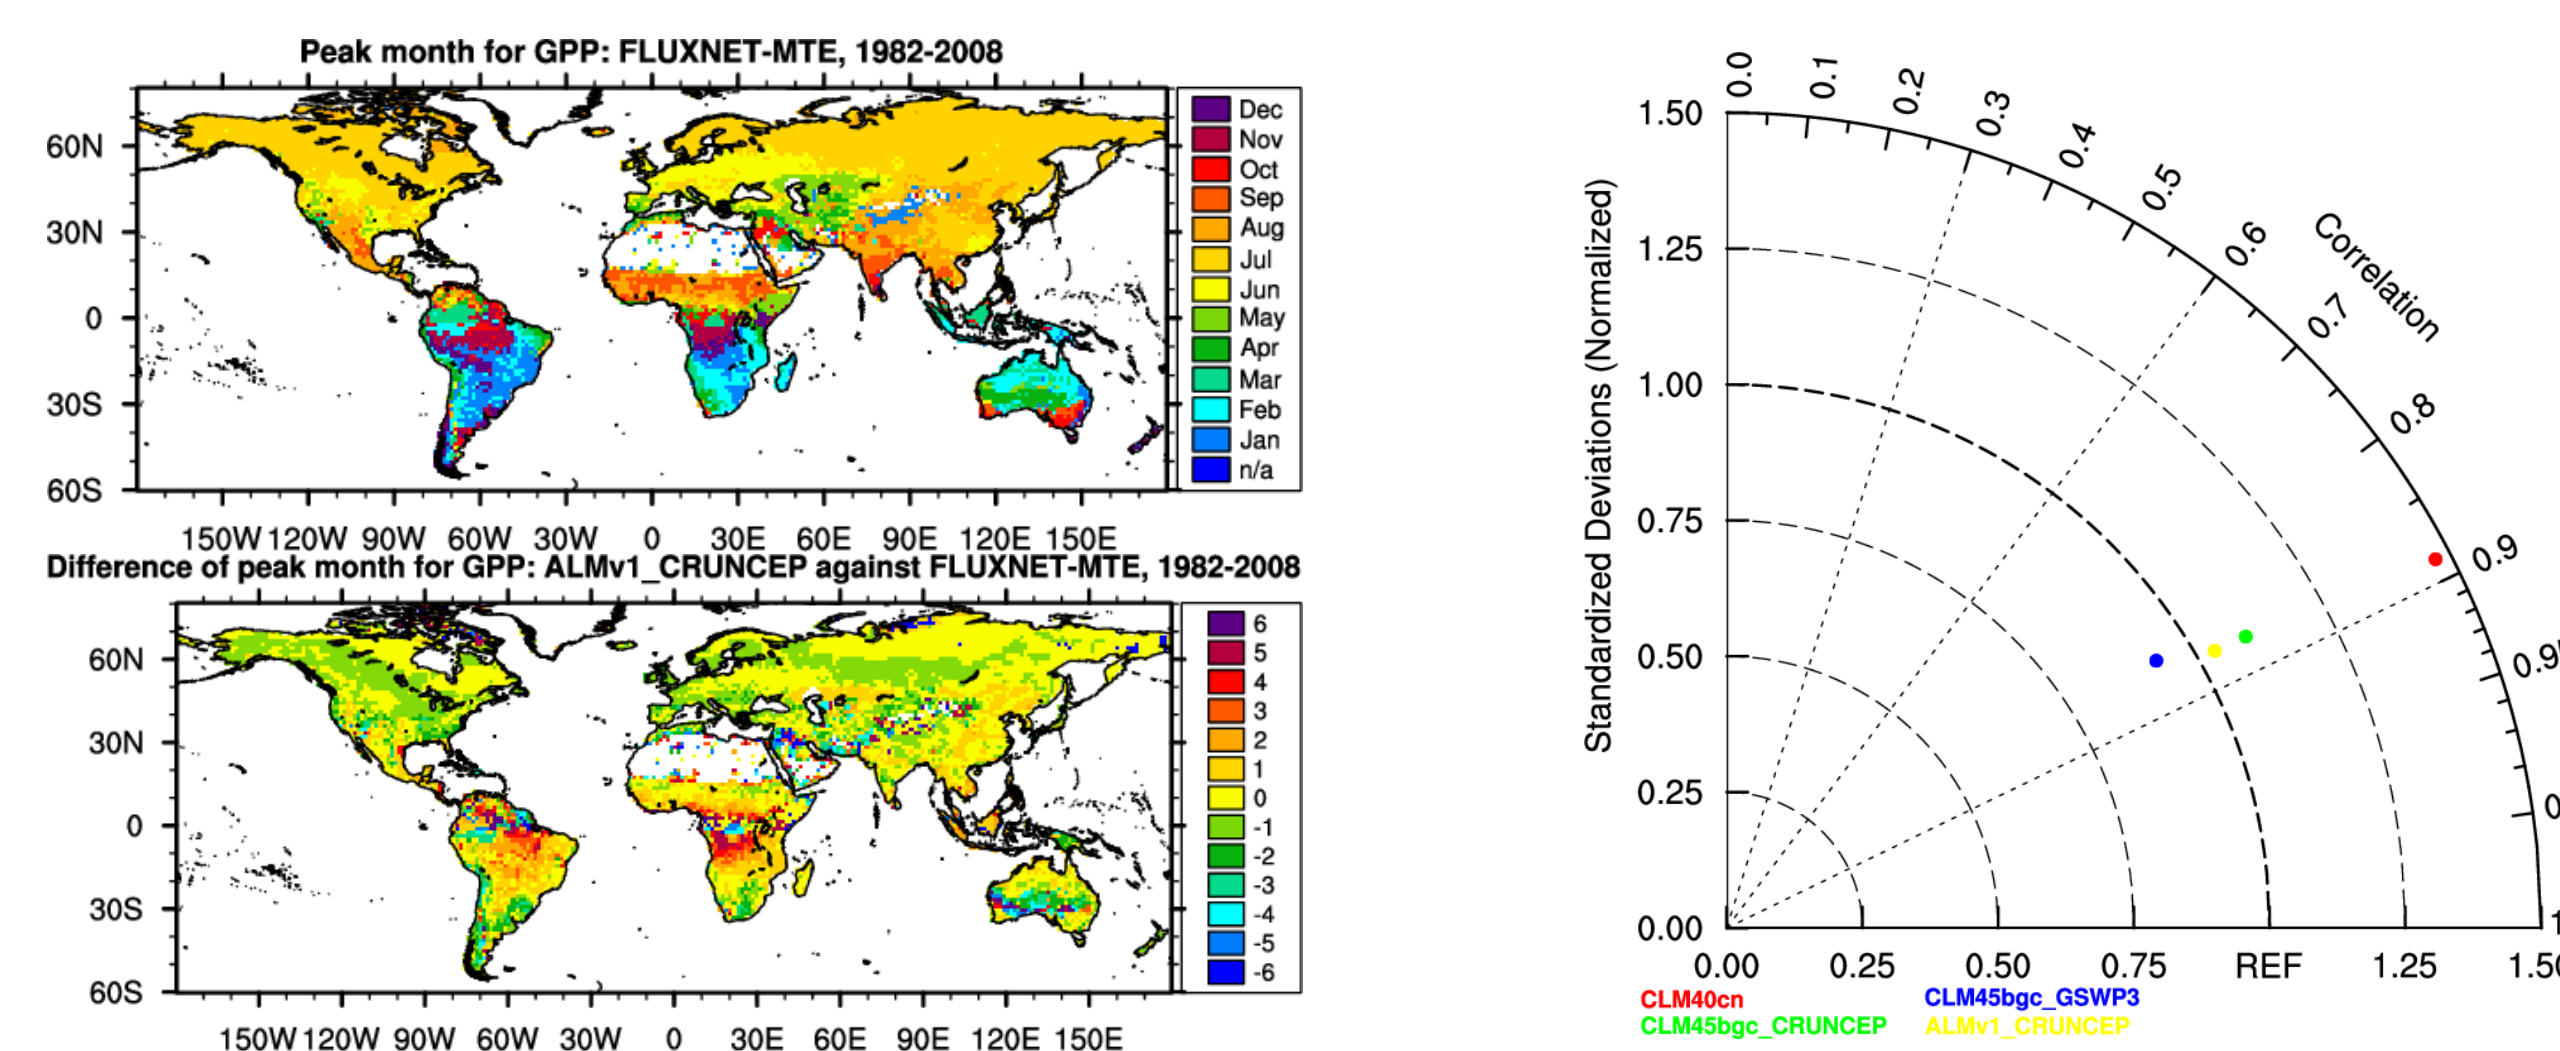 Peak month for GPP: FLUXNET-MTE, 1982-2008
60N
30N
0
30S
60S
150W 120W 90W 60W 30W 0 30E 60E 90E 120E 150E
Dec
Nov
Oct
Sep
Aug
Jul
Jun
May
Apr
Mar
Feb
Jan
n/a
Difference of peak month for GPP: ALMv1_CRUNCEP against FLUXNET-MTE, 1982-2008
60N
30N
0
30S
60S
150W 120W 90W 60W 30W 0 30E 60E 90E 120E 150E
6
5
4
3
2
1
0
-1
-2
-3
-4
-5
-6
Standardized Deviations (Normalized)
1.50
1.25
1.00
0.75
0.50
0.25
0.00
0.0
0.1
0.2
0.3
0.4
0.5
0.6
0.7
0.8
0.9
Correlation
0.00 0.25 0.50 0.75 REF 1.25
CLM40cn CLM45bgc_GSWP3
CLM45bgc_CRUNCEP ALMv1_CRUNCEP